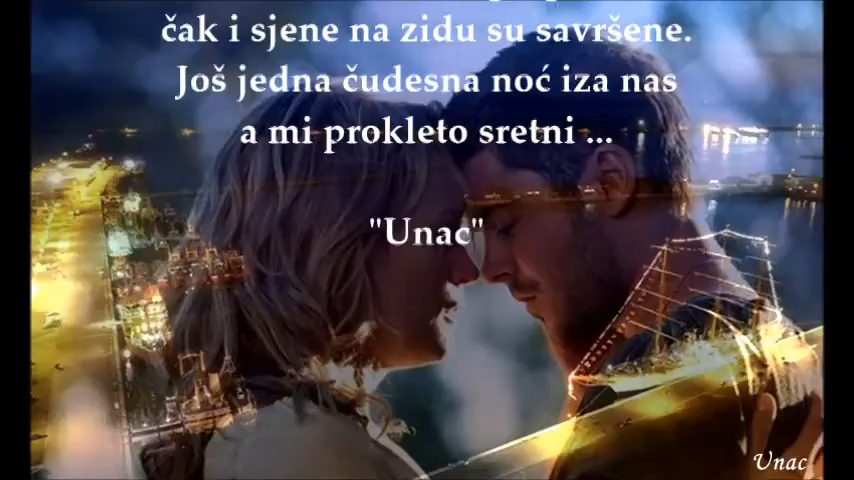 čak i sjene na zidu su savršene.
Još jedna čudesna noć iza nas
a mi prokleto sretni ...
"Unac"
Unac